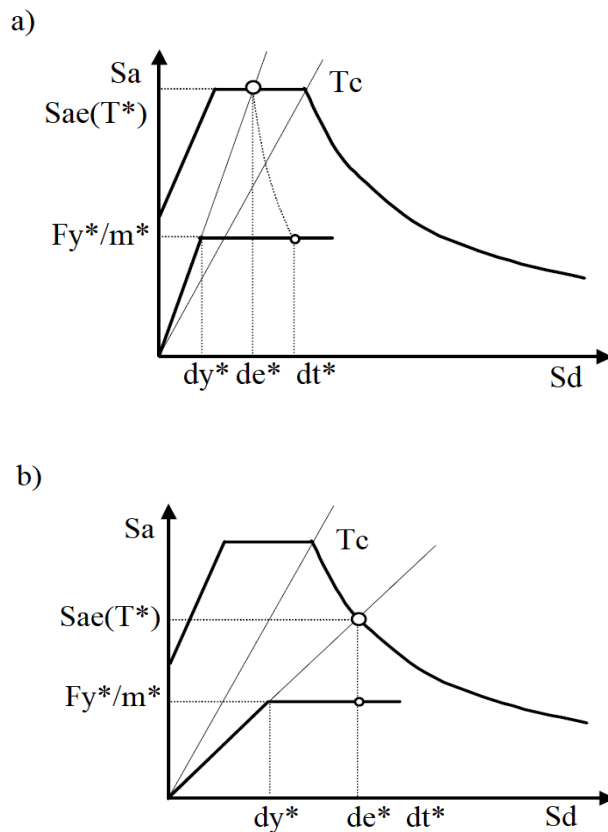 a)
Sa
Tc
Sae(T*)
Fy*/m*
dy* de* dt*
Sd
b)
Sa
Tc
Sae(T*)
Fy*/m*
dy* de* dt* Sd